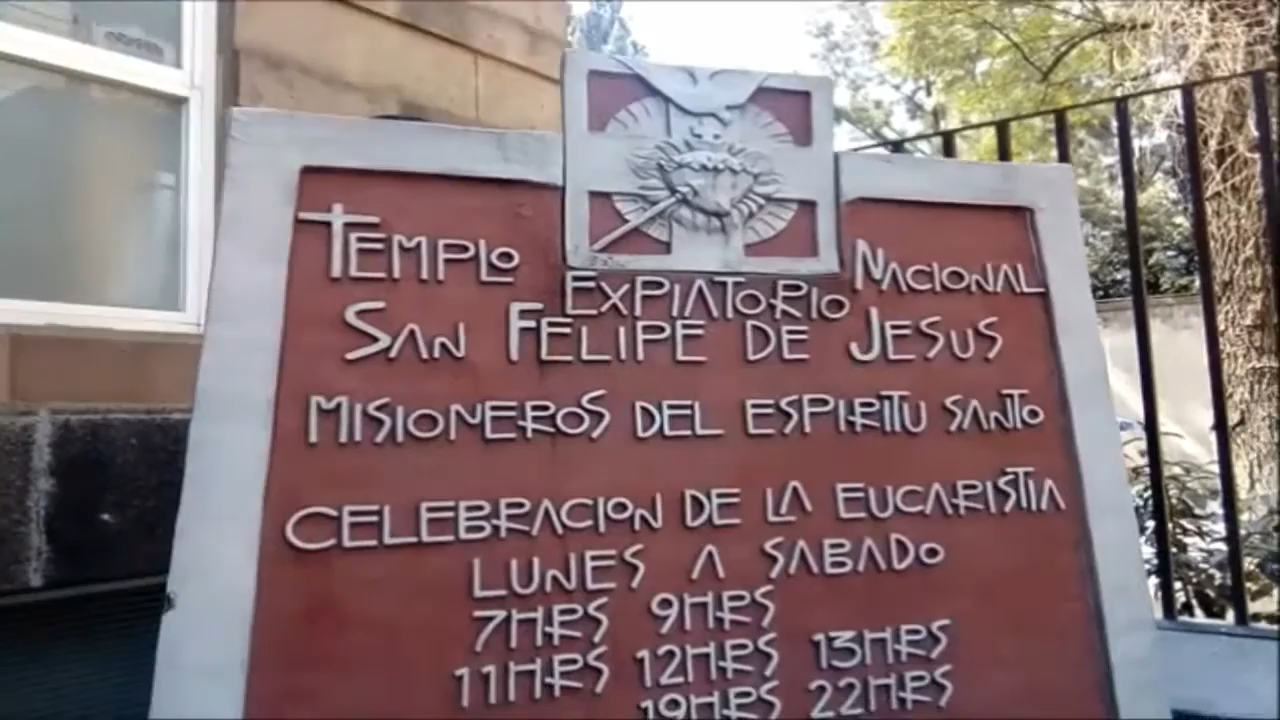 TEMPLO EXPIATORIO NACIONAL
SAN FELIPE DE JESUS
MISIONEROS DEL ESPIRITU SANTO
CELEBRACION DE LA EUCARISTIA
LUNES A SABADO
7HRS 9HRS
11HRS 12HRS 13HRS
19HRS 22HRS